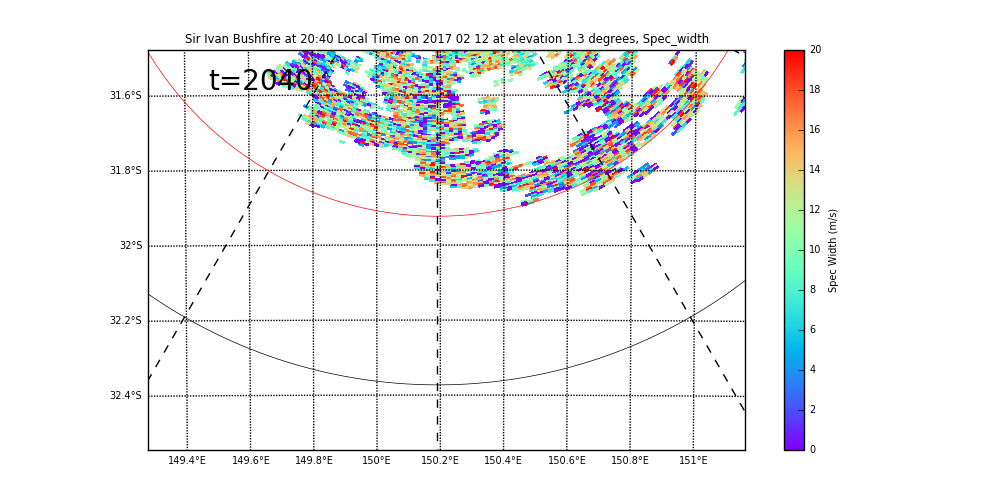 Sir Ivan Bushfire at 20:40 Local Time on 2017 02 12 at elevation 1.3 degrees, Spec_width
t=2040
31.6°S
31.8°S
32°S
32.2°S
32.4°S
149.4°E 149.6°E 149.8°E 150°E 150.2°E 150.4°E 150.6°E 150.8°E 151°E
20
18
16
14
12
10
8
6
4
2
0
Spec Width (m/s)